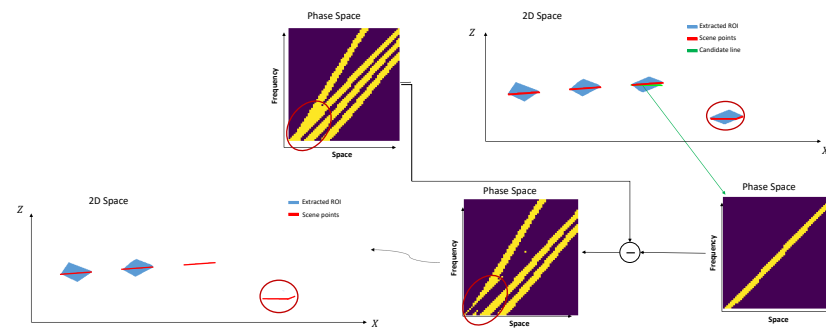 Phase Space
Frequency
Space
2D Space
Z
X
Extracted ROI
Scene points
Candidate line
2D Space
Z
X
Extracted ROI
Scene points
Phase Space
Frequency
Space
−
Phase Space
Frequency
Space